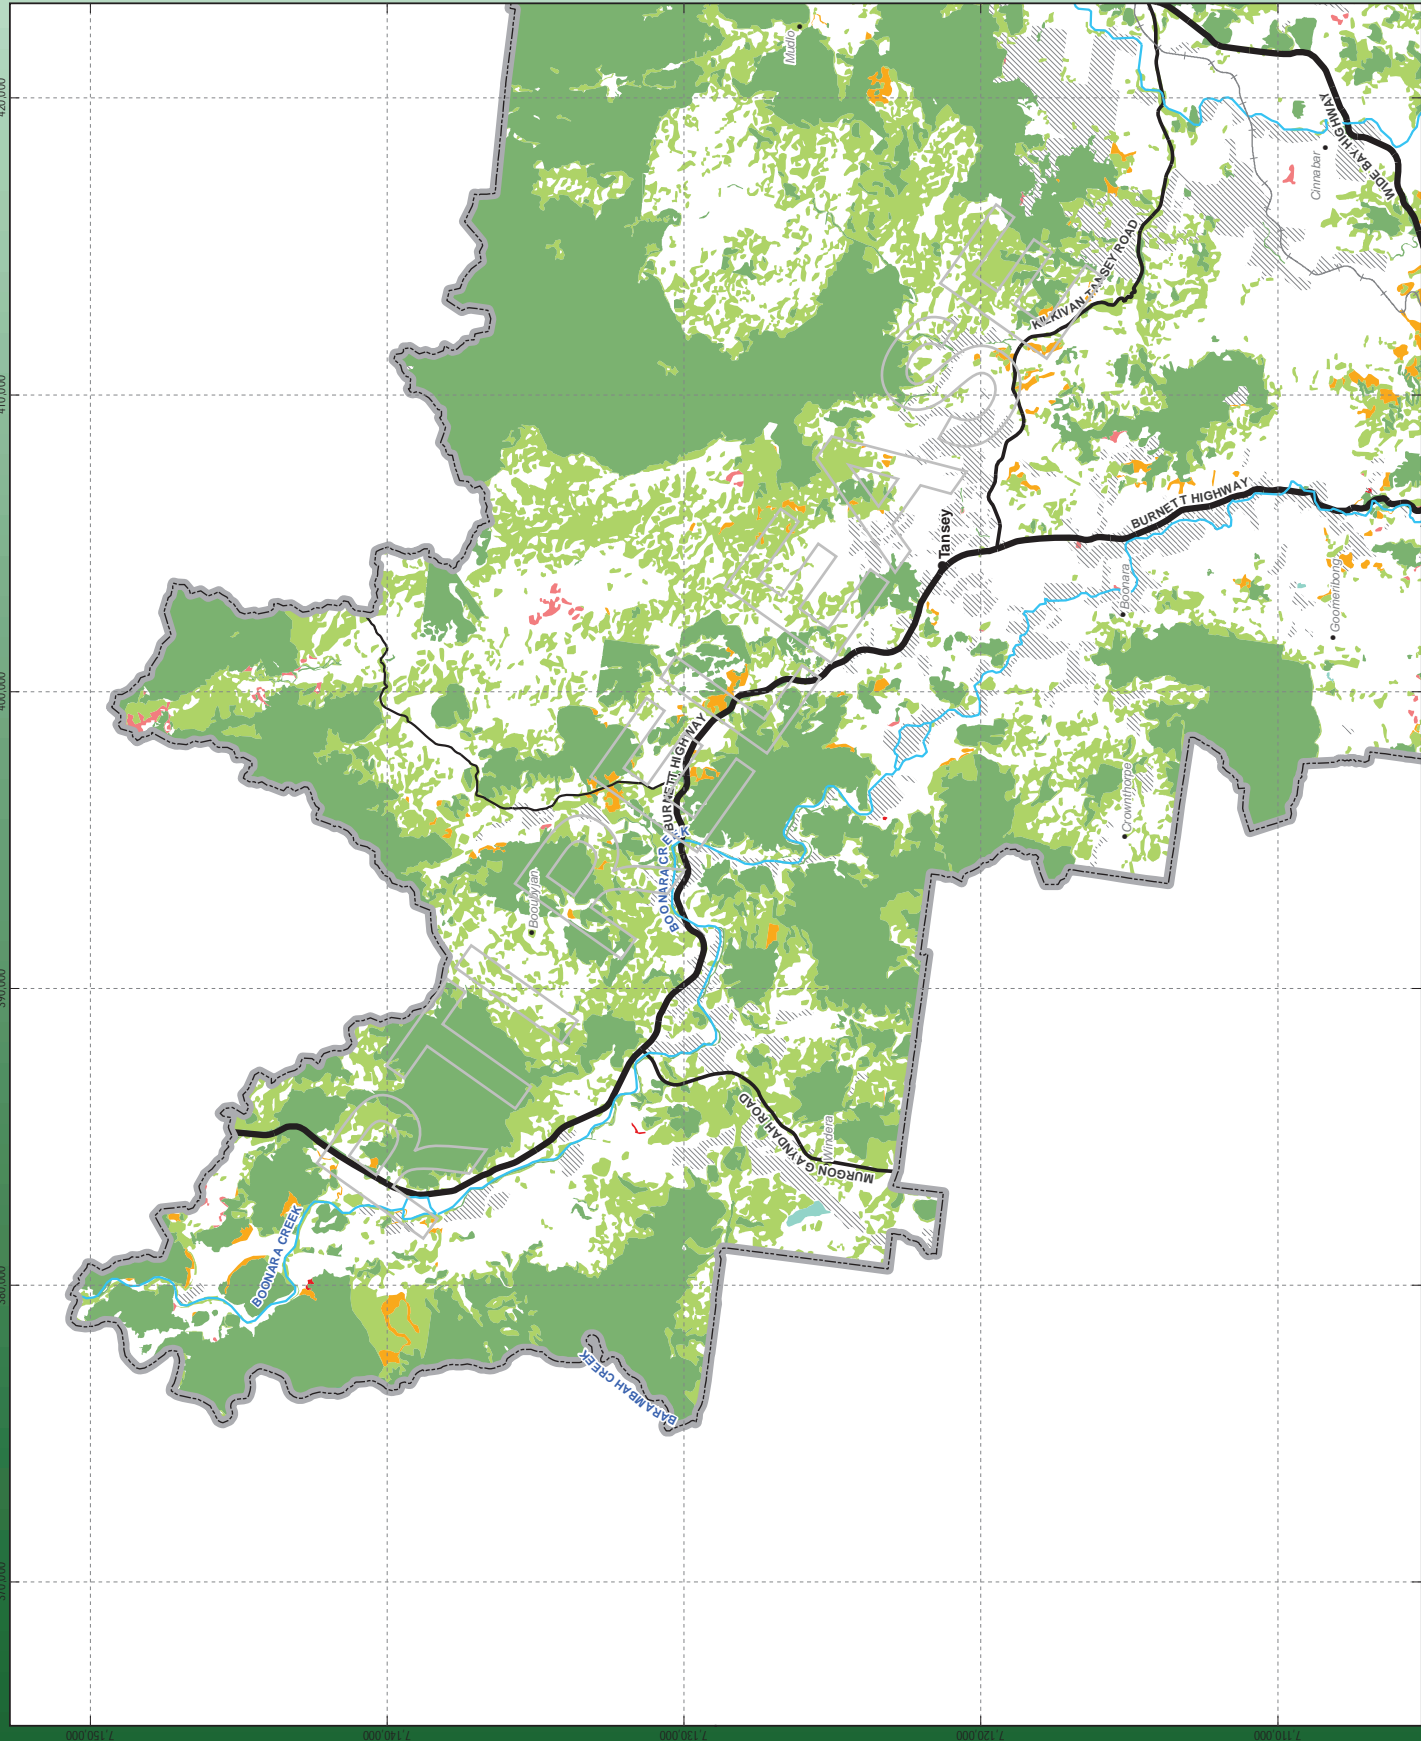 Mudlo
420,000
WIDE BAY HIGHWAY
Cinnabar
KILKIVAN TANSEY ROAD
410,000
BURNETT HIGHWAY
Tansey
Boonara
Goomeribong
400,000
BURNETT HIGHWAY
Crownthorpe
BOONARA CREEK
Boonbyjan
390,000
MURGON GAYNDAH ROAD
Windera
BOONARA CREEK
380,000
BARAMBAH CREEK
370,000
7,150,000
7,140,000
7,130,000
7,120,000
7,110,000